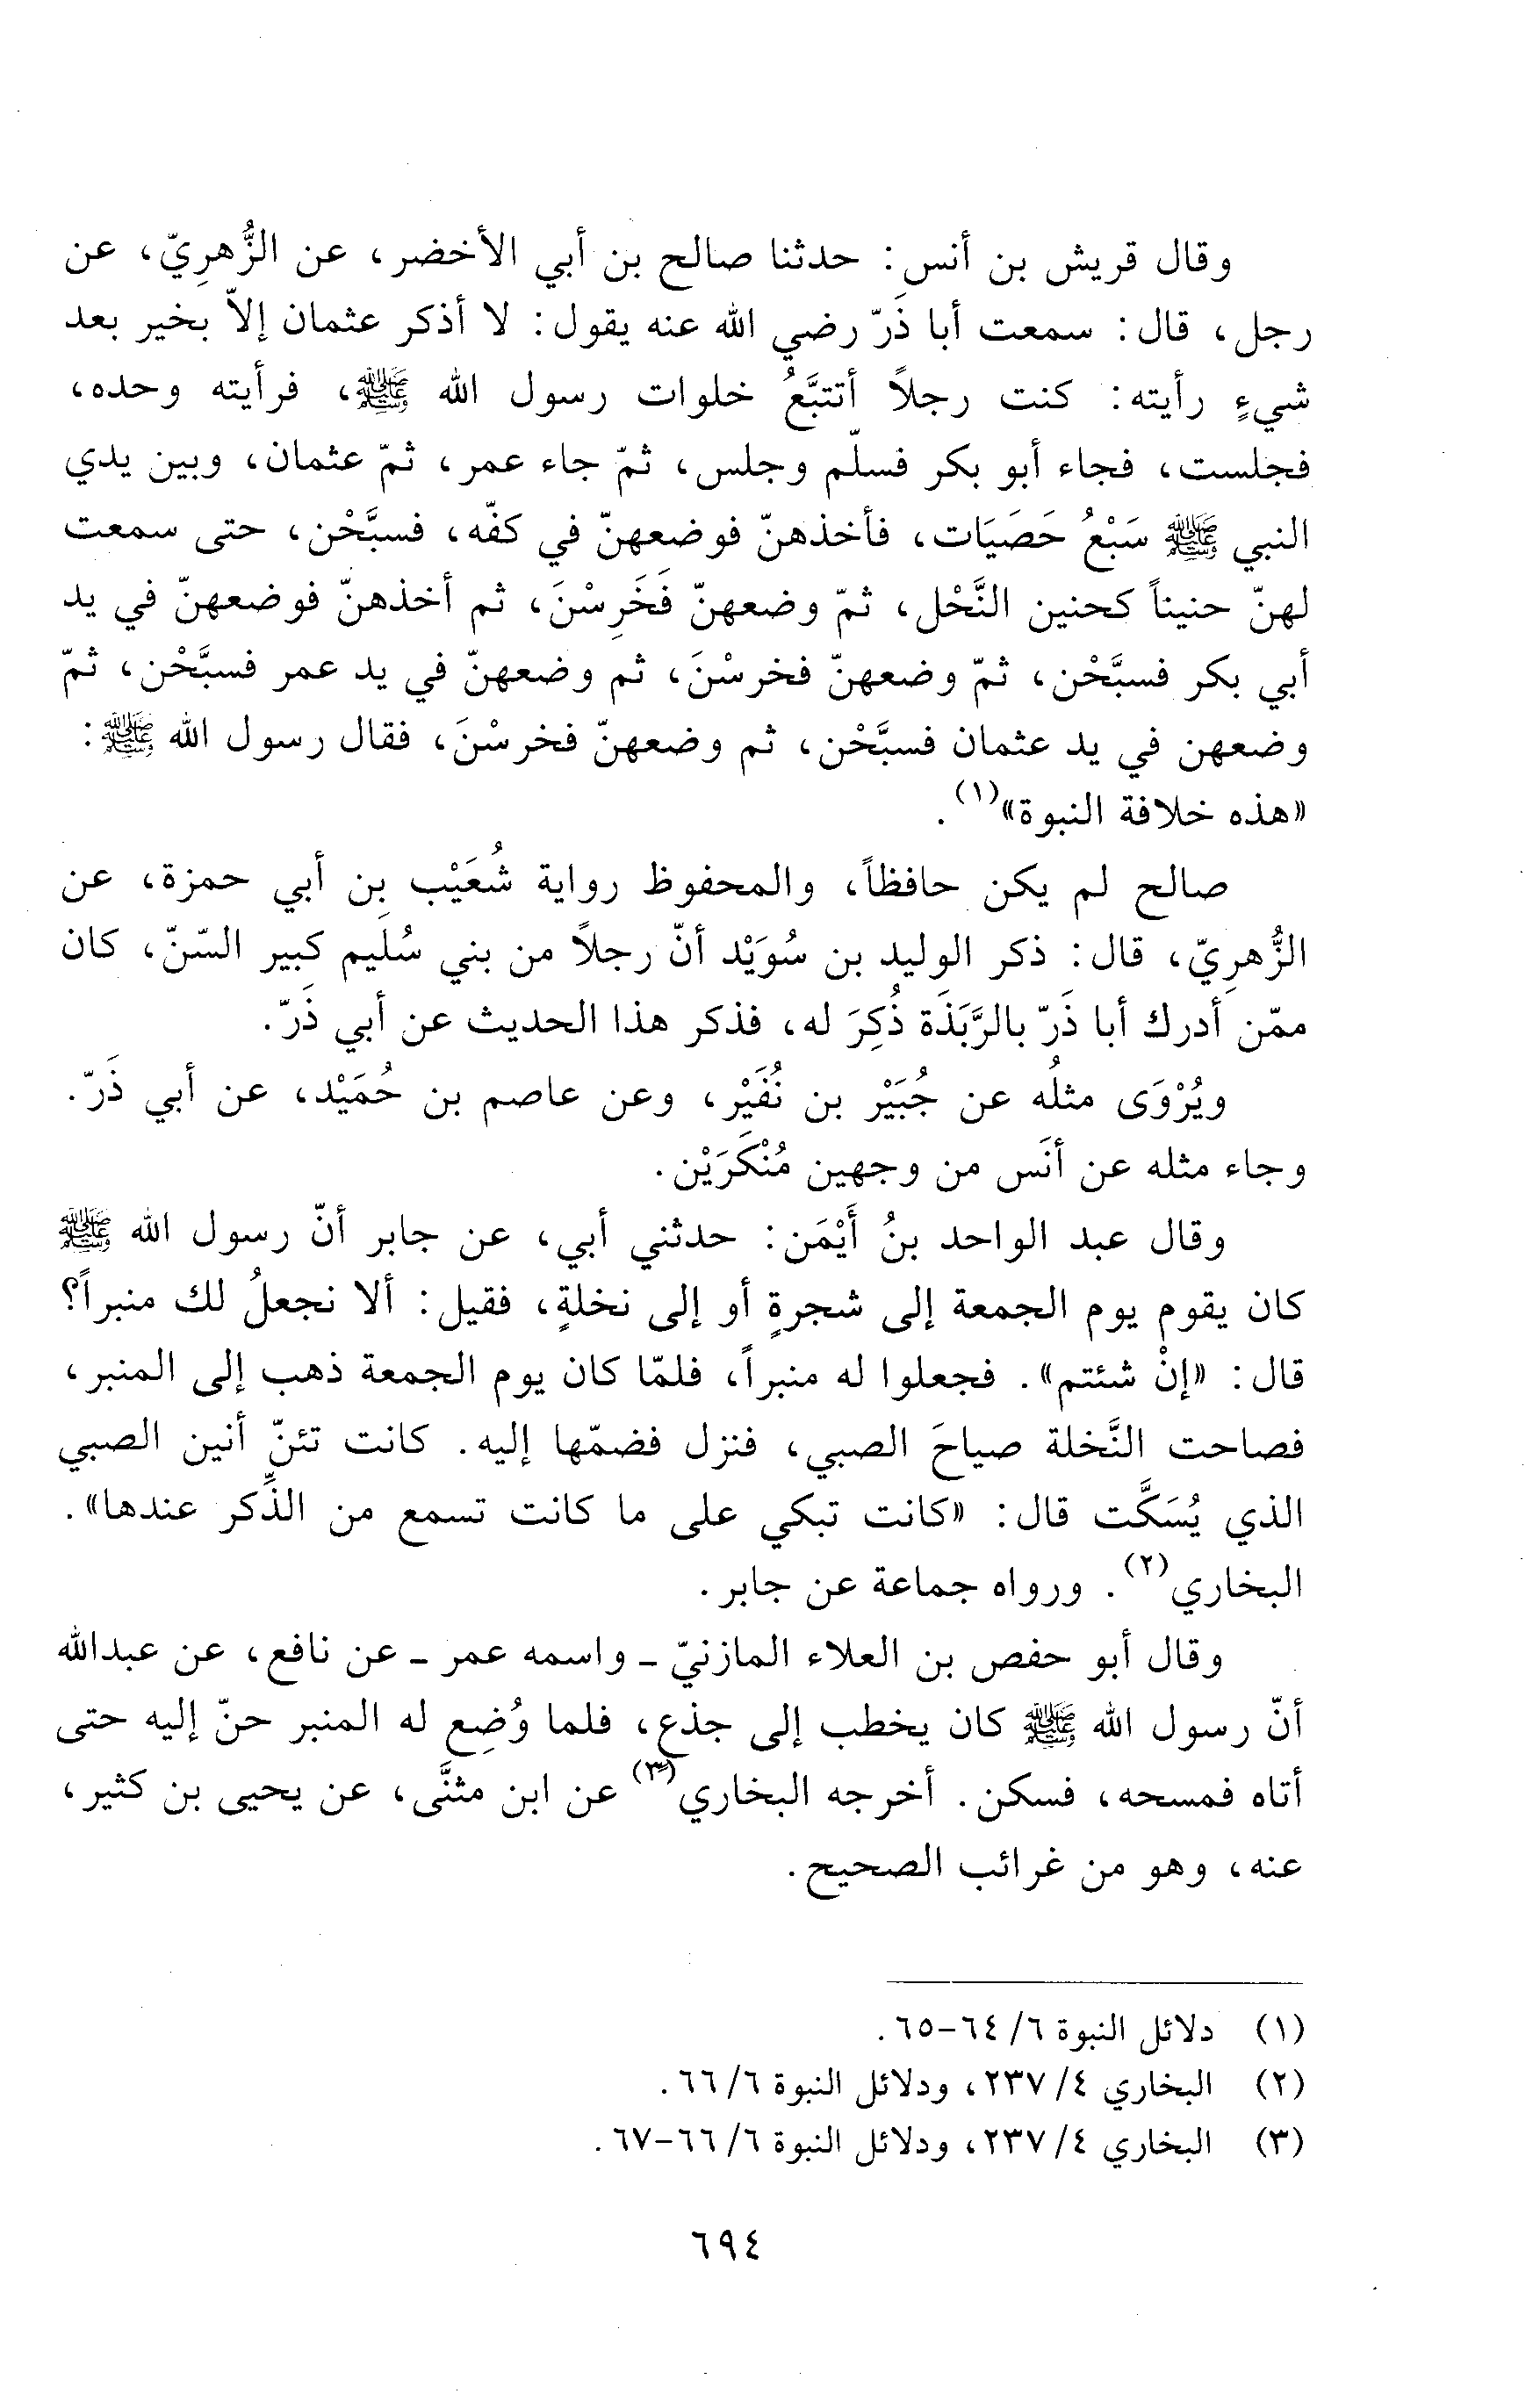 وقال قريش بن أنس: حدثنا صالح بن أبي الأخضر، عن الزُّهرِيّ، عن
رجل، قال: سمعت أبا ذَرّ رضي الله عنه يقول: لا أذكر عثمان إلاّ بخير بعد
شيءٍ رأيته: كنت رجلاً أتتبَّعُ خلوات رسول الله ﷺ، فرأيته وحده،
فجلست، فجاء أبو بكر فسلّم وجلس، ثمّ جاء عمر، ثمّ عثمان، وبين يدي
النبي ﷺ سَبْعُ حَصَيَات، فأخذهنّ فوضعهنّ في كفّه، فسبَّحْن، حتى سمعت
لهنّ حنيناً كحنين النَّحْل، ثمّ وضعهنّ فَخَرِسْنَ، ثم أخذهنّ فوضعهنّ في يد
أبي بكر فسبَّحْن، ثمّ وضعهنّ فخرسْنَ، ثم وضعهنّ في يد عمر فسبَّحْن، ثمّ
وضعهن في يد عثمان فسبَّحْن، ثم وضعهنّ فخرسْنَ، فقال رسول الله ﷺ:
«هذه خلافة النبوة»(١).
صالح لم يكن حافظاً، والمحفوظ رواية شُعَيْب بن أبي حمزة، عن
الزُّهرِيّ، قال: ذكر الوليد بن سُوَيْد أنّ رجلاً من بني سُلَيم كبير السّنّ، كان
ممّن أدرك أبا ذَرّ بالرَّبَذَة ذُكِرَ له، فذكر هذا الحديث عن أبي ذَرّ.
ويُرْوَى مثلُه عن جُبَيْر بن نُفَيْر، وعن عاصم بن حُمَيْد، عن أبي ذَرّ.
وجاء مثله عن أنَس من وجهين مُنْكَرَيْن.
وقال عبد الواحد بنُ أَيْمَن: حدثني أبي، عن جابر أنّ رسول الله ﷺ
كان يقوم يوم الجمعة إلى شجرةٍ أو إلى نخلةٍ، فقيل: ألا نجعلُ لك منبراً؟
قال: «إنْ شئتم». فجعلوا له منبراً، فلمّا كان يوم الجمعة ذهب إلى المنبر،
فصاحت النَّخلة صياحَ الصبي، فنزل فضمّها إليه. كانت تئنّ أنين الصبي
الذي يُسَكَّت قال: «كانت تبكي على ما كانت تسمع من الذِّكر عندها».
البخاري(٢). ورواه جماعة عن جابر.
وقال أبو حفص بن العلاء المازنيّ - واسمه عمر - عن نافع، عن عبدالله
أنّ رسول الله ﷺ كان يخطب إلى جذع، فلما وُضِع له المنبر حنّ إليه حتى
أتاه فمسحه، فسكن. أخرجه البخاري(٣) عن ابن مثنَّى، عن يحيى بن كثير،
عنه، وهو من غرائب الصحيح.
(١) دلائل النبوة ٦/ ٦٤-٦٥.
(٢) البخاري ٤/ ٢٣٧، ودلائل النبوة ٦/ ٦٦.
(٣) البخاري ٤/ ٢٣٧، ودلائل النبوة ٦/ ٦٦-٦٧.
٦٩٤